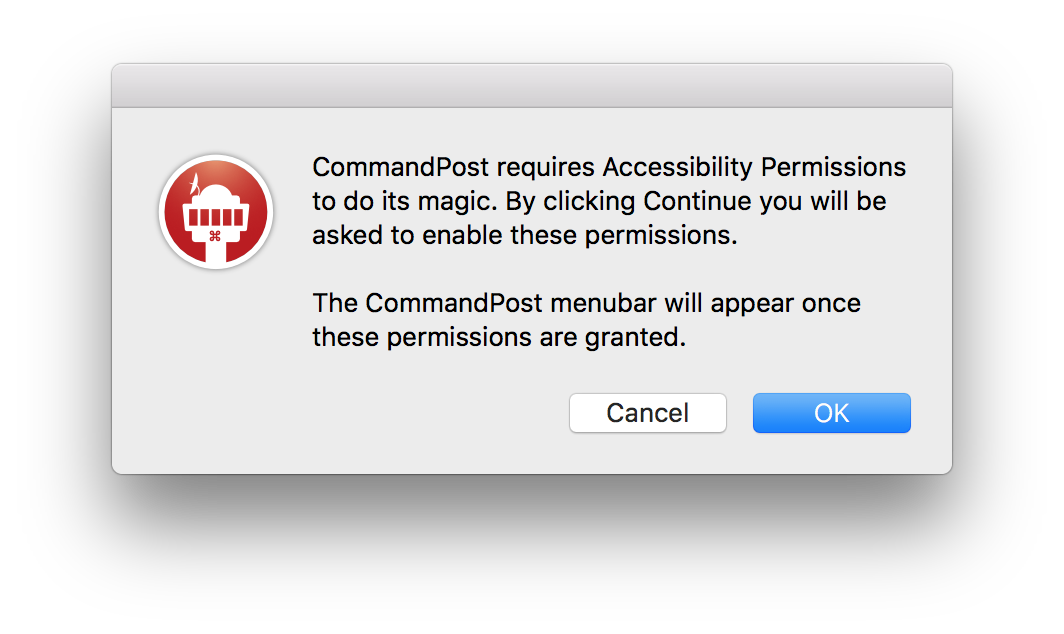 CommandPost requires Accessibility Permissions
to do its magic. By clicking Continue you will be
asked to enable these permissions.
The CommandPost menubar will appear once
these permissions are granted.
Cancel
OK